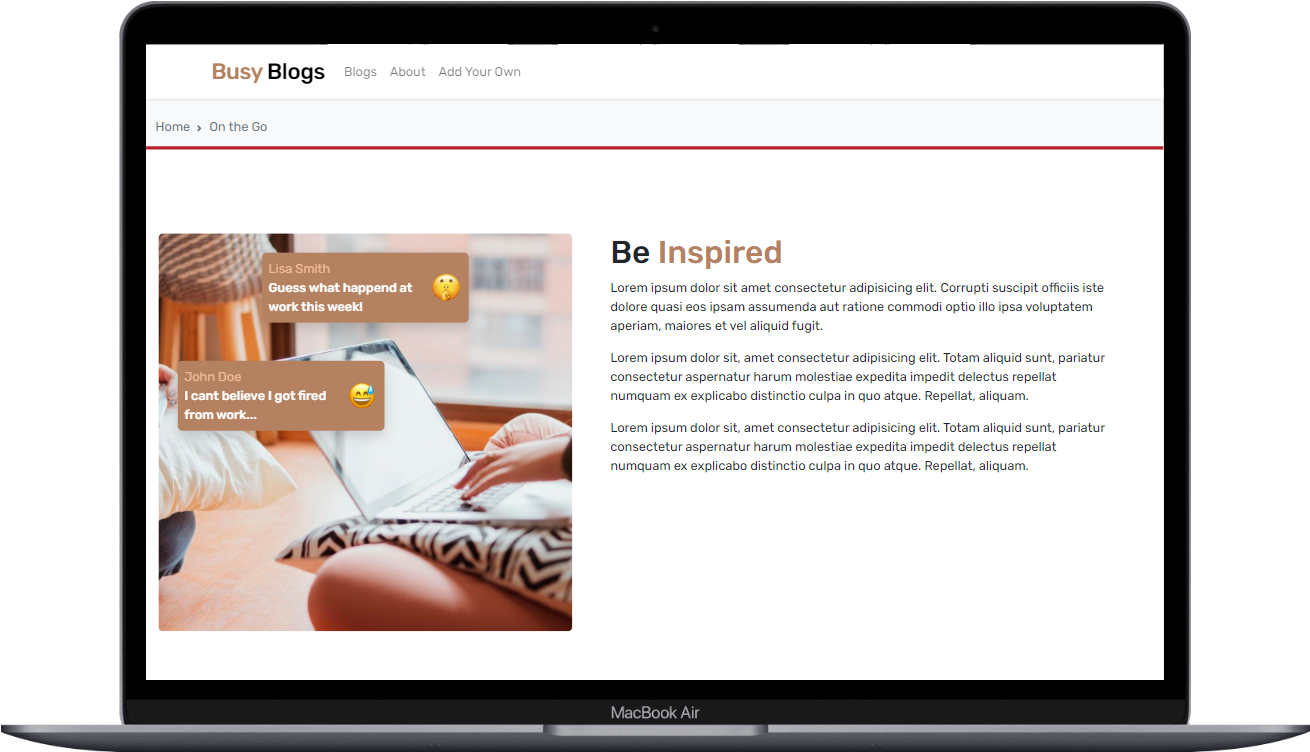 Busy Blogs Blogs About Add Your Own
Home > On the Go
Lisa Smith
Guess what happend at
work this week!
John Doe
I cant believe I got fired
from work...
Be Inspired
Lorem ipsum dolor sit amet consectetur adipisicing elit. Corrupti suscipit officiis iste
dolore quasi eos ipsam assumenda aut ratione commodi optio illo ipsa voluptatem
aperiam, maiores et vel aliquid fugit.
Lorem ipsum dolor sit, amet consectetur adipisicing elit. Totam aliquid sunt, pariatur
consectetur aspernatur harum molestiae expedita impedit delectus repellat
numquam ex explicabo distinctio culpa in quo atque. Repellat, aliquam.
Lorem ipsum dolor sit, amet consectetur adipisicing elit. Totam aliquid sunt, pariatur
consectetur aspernatur harum molestiae expedita impedit delectus repellat
numquam ex explicabo distinctio culpa in quo atque. Repellat, aliquam.
MacBook Air